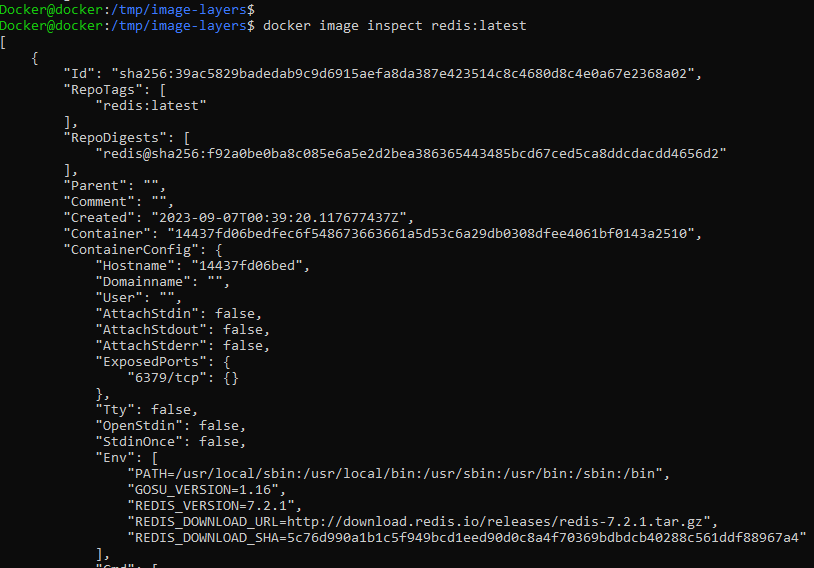 Docker@docker:/tmp/image-layers$
Docker@docker:/tmp/image-layers$ docker image inspect redis:latest
[
    {
        "Id": "sha256:39ac5829badedab9c9d6915aefa8da387e423514c8c4680d8c4e0a67e2368a02",
        "RepoTags": [
            "redis:latest"
        ],
        "RepoDigests": [
            "redis@sha256:f92a0be0ba8c085e6a5e2d2bea386365443485bcd67ced5ca8ddcdacdd4656d2"
        ],
        "Parent": "",
        "Comment": "",
        "Created": "2023-09-07T00:39:20.117677437Z",
        "Container": "14437fd06bedfec6f548673663661a5d53c6a29db0308dfee4061bf0143a2510",
        "ContainerConfig": {
            "Hostname": "14437fd06bed",
            "Domainname": "",
            "User": "",
            "AttachStdin": false,
            "AttachStdout": false,
            "AttachStderr": false,
            "ExposedPorts": {
                "6379/tcp": {}
            },
            "Tty": false,
            "OpenStdin": false,
            "StdinOnce": false,
            "Env": [
                "PATH=/usr/local/sbin:/usr/local/bin:/usr/sbin:/usr/bin:/sbin:/bin",
                "GOSU_VERSION=1.16",
                "REDIS_VERSION=7.2.1",
                "REDIS_DOWNLOAD_URL=http://download.redis.io/releases/redis-7.2.1.tar.gz",
                "REDIS_DOWNLOAD_SHA=5c76d990a1b1c5f949bcd1eed90d0c8a4f70369bdbdcb40288c561ddf88967a4"
            ],
            "Cmd": [